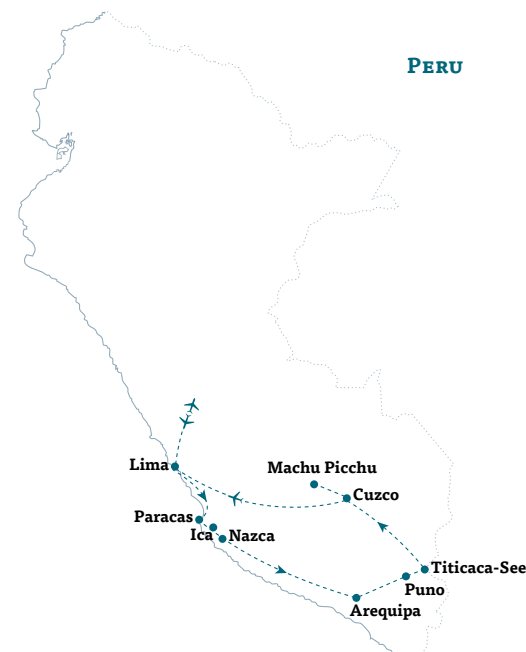 PERU
Machu Picchu
Lima
Cuzco
Paracas
Ica
Nazca
Titicaca-See
Puno
Arequipa